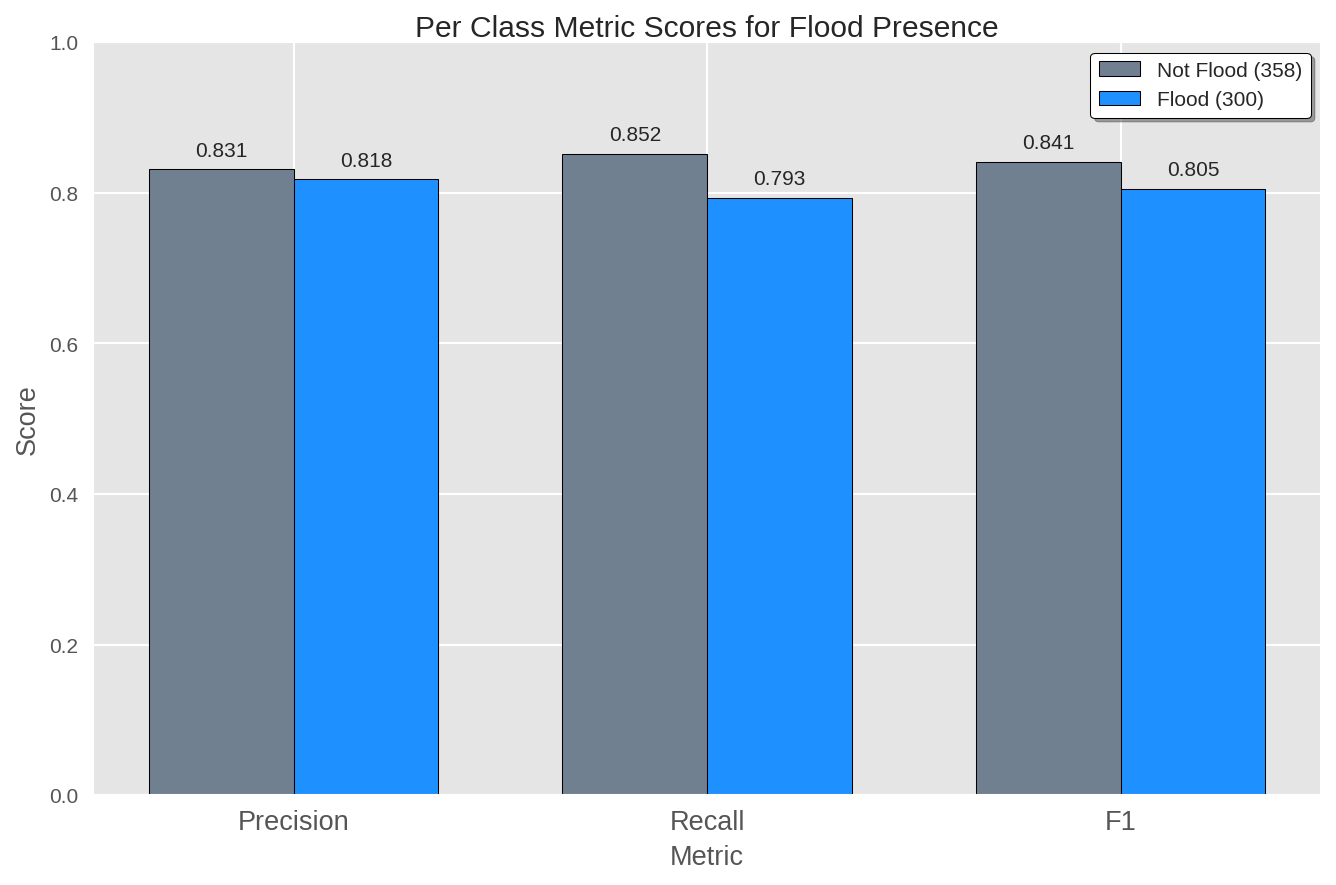 Per Class Metric Scores for Flood Presence
1.0
Not Flood (358)
Flood (300)
0.831
0.818
0.852
0.793
0.841
0.805
0.8
0.6
0.4
0.2
0.0
Score
Precision
Recall
F1
Metric